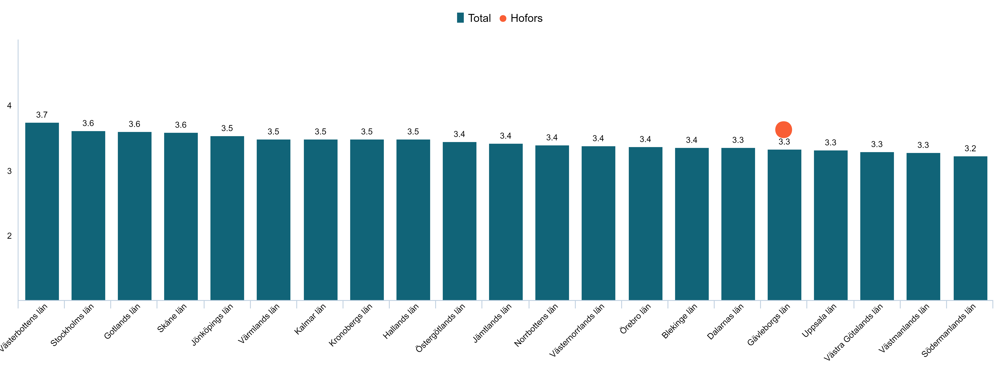 Total Hofors
4
3
2
3.7
3.6
3.6
3.6
3.5
3.5
3.5
3.5
3.5
3.4
3.4
3.4
3.4
3.4
3.4
3.3
3.3
3.3
3.3
3.3
3.2
Västerbottens län
Stockholms län
Gotlands län
Skåne län
Jönköpings län
Värmlands län
Kalmar län
Kronobergs län
Hallands län
Östergötlands län
Jämtlands län
Norrbottens län
Västernorrlands län
Örebro län
Blekinge län
Dalarnas län
Gävleborgs län
Uppsala län
Västra Götalands län
Västmanlands län
Södermanlands län